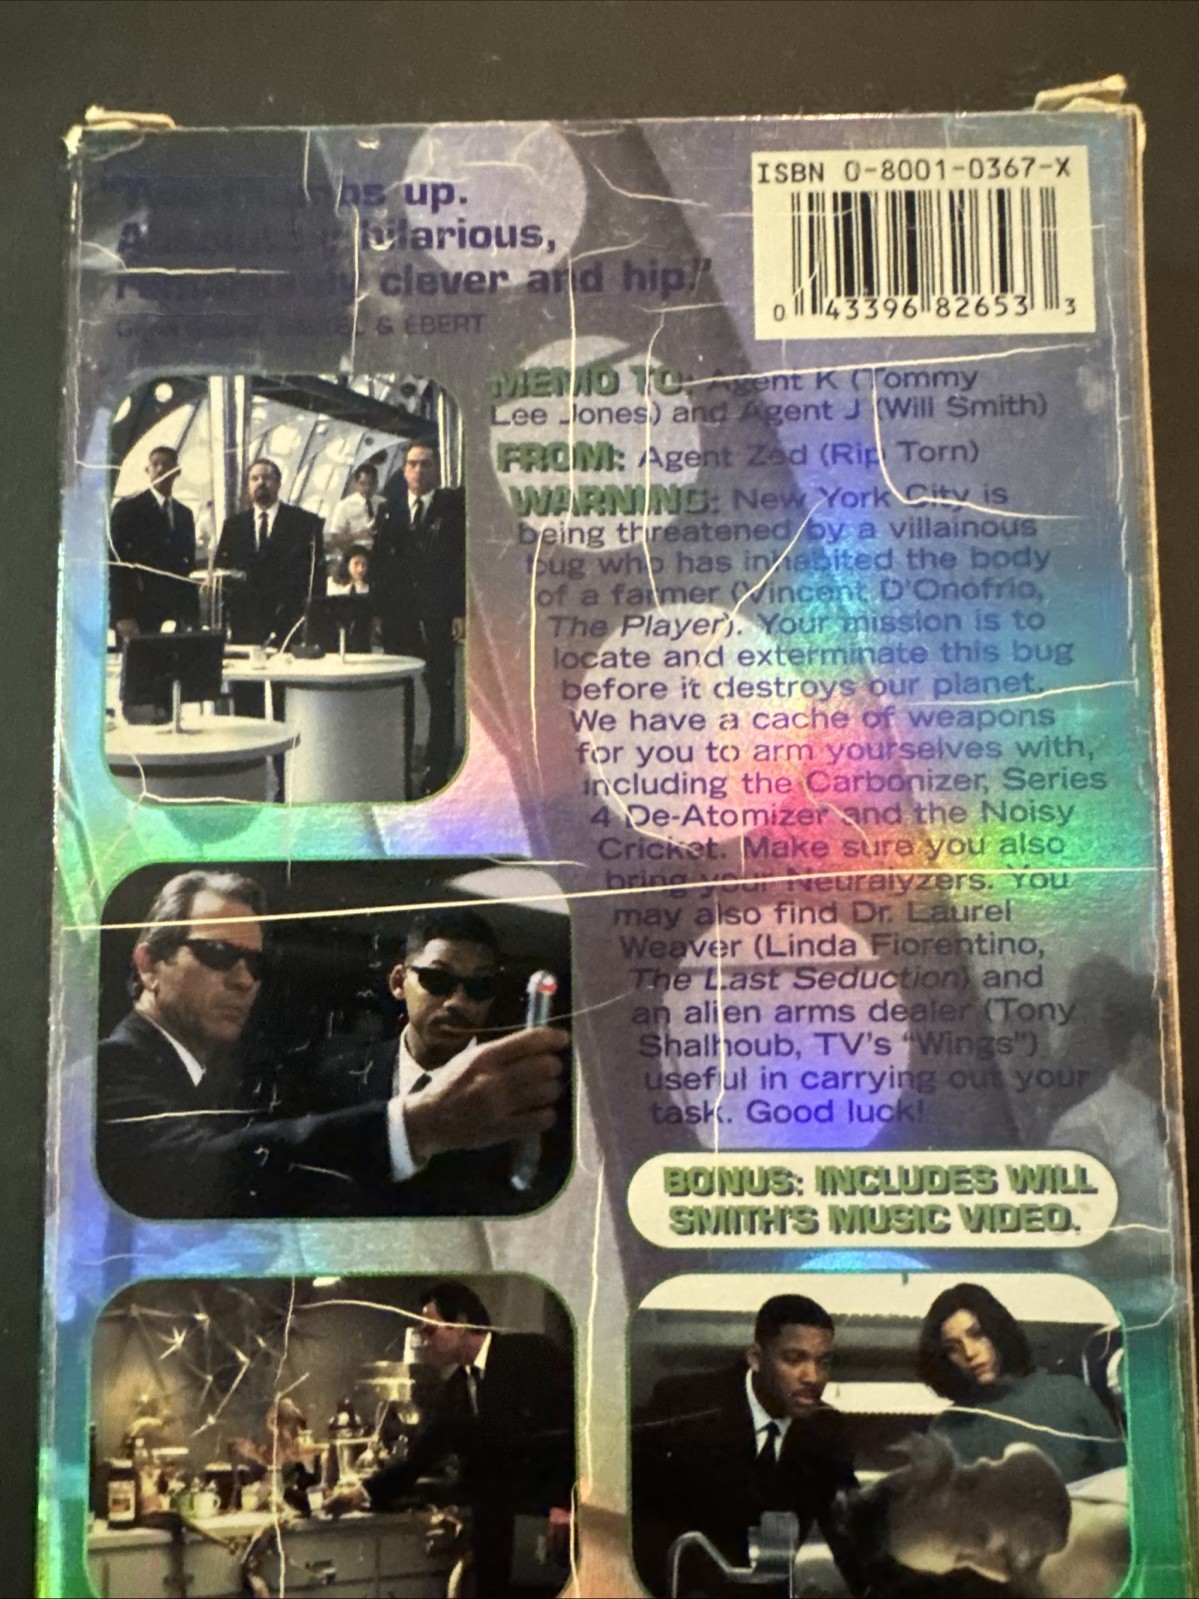 up.
hilarious,
clever and hip."
& EBERT
ISBN 0-8001-0367-X
0 43396 82653 3
MEMO TO: Agent K (Tommy
Lee Jones) and Agent J (Will Smith)
FROM: Agent Zed (Rip Torn)
WARNING: New York City is
being threatened by a villainous
bug who has inhabited the body
of a farmer (Vincent D'Onofrio,
The Player). Your mission is to
locate and exterminate this bug
before it destroys our planet.
We have a cache of weapons
for you to arm yourselves with,
including the Carbonizer, Series
4 De-Atomizer and the Noisy
Cricket. Make sure you also
bring your Neuralyzers. You
may also find Dr. Laurel
Weaver (Linda Fiorentino,
The Last Seduction) and
an alien arms dealer (Tony
Shalhoub, TV's "Wings")
useful in carrying out your
task. Good luck!
BONUS: INCLUDES WILL
SMITH'S MUSIC VIDEO.